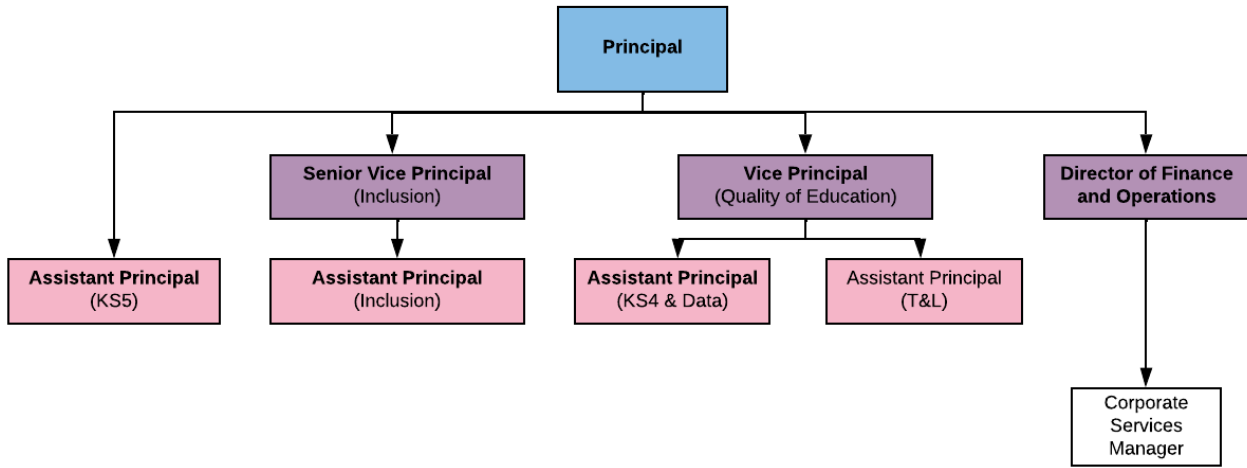 Principal
Senior Vice Principal
(Inclusion)
Vice Principal
(Quality of Education)
Director of Finance
and Operations
Assistant Principal
(KS5)
Assistant Principal
(Inclusion)
Assistant Principal
(KS4 & Data)
Assistant Principal
(T&L)
Corporate
Services
Manager